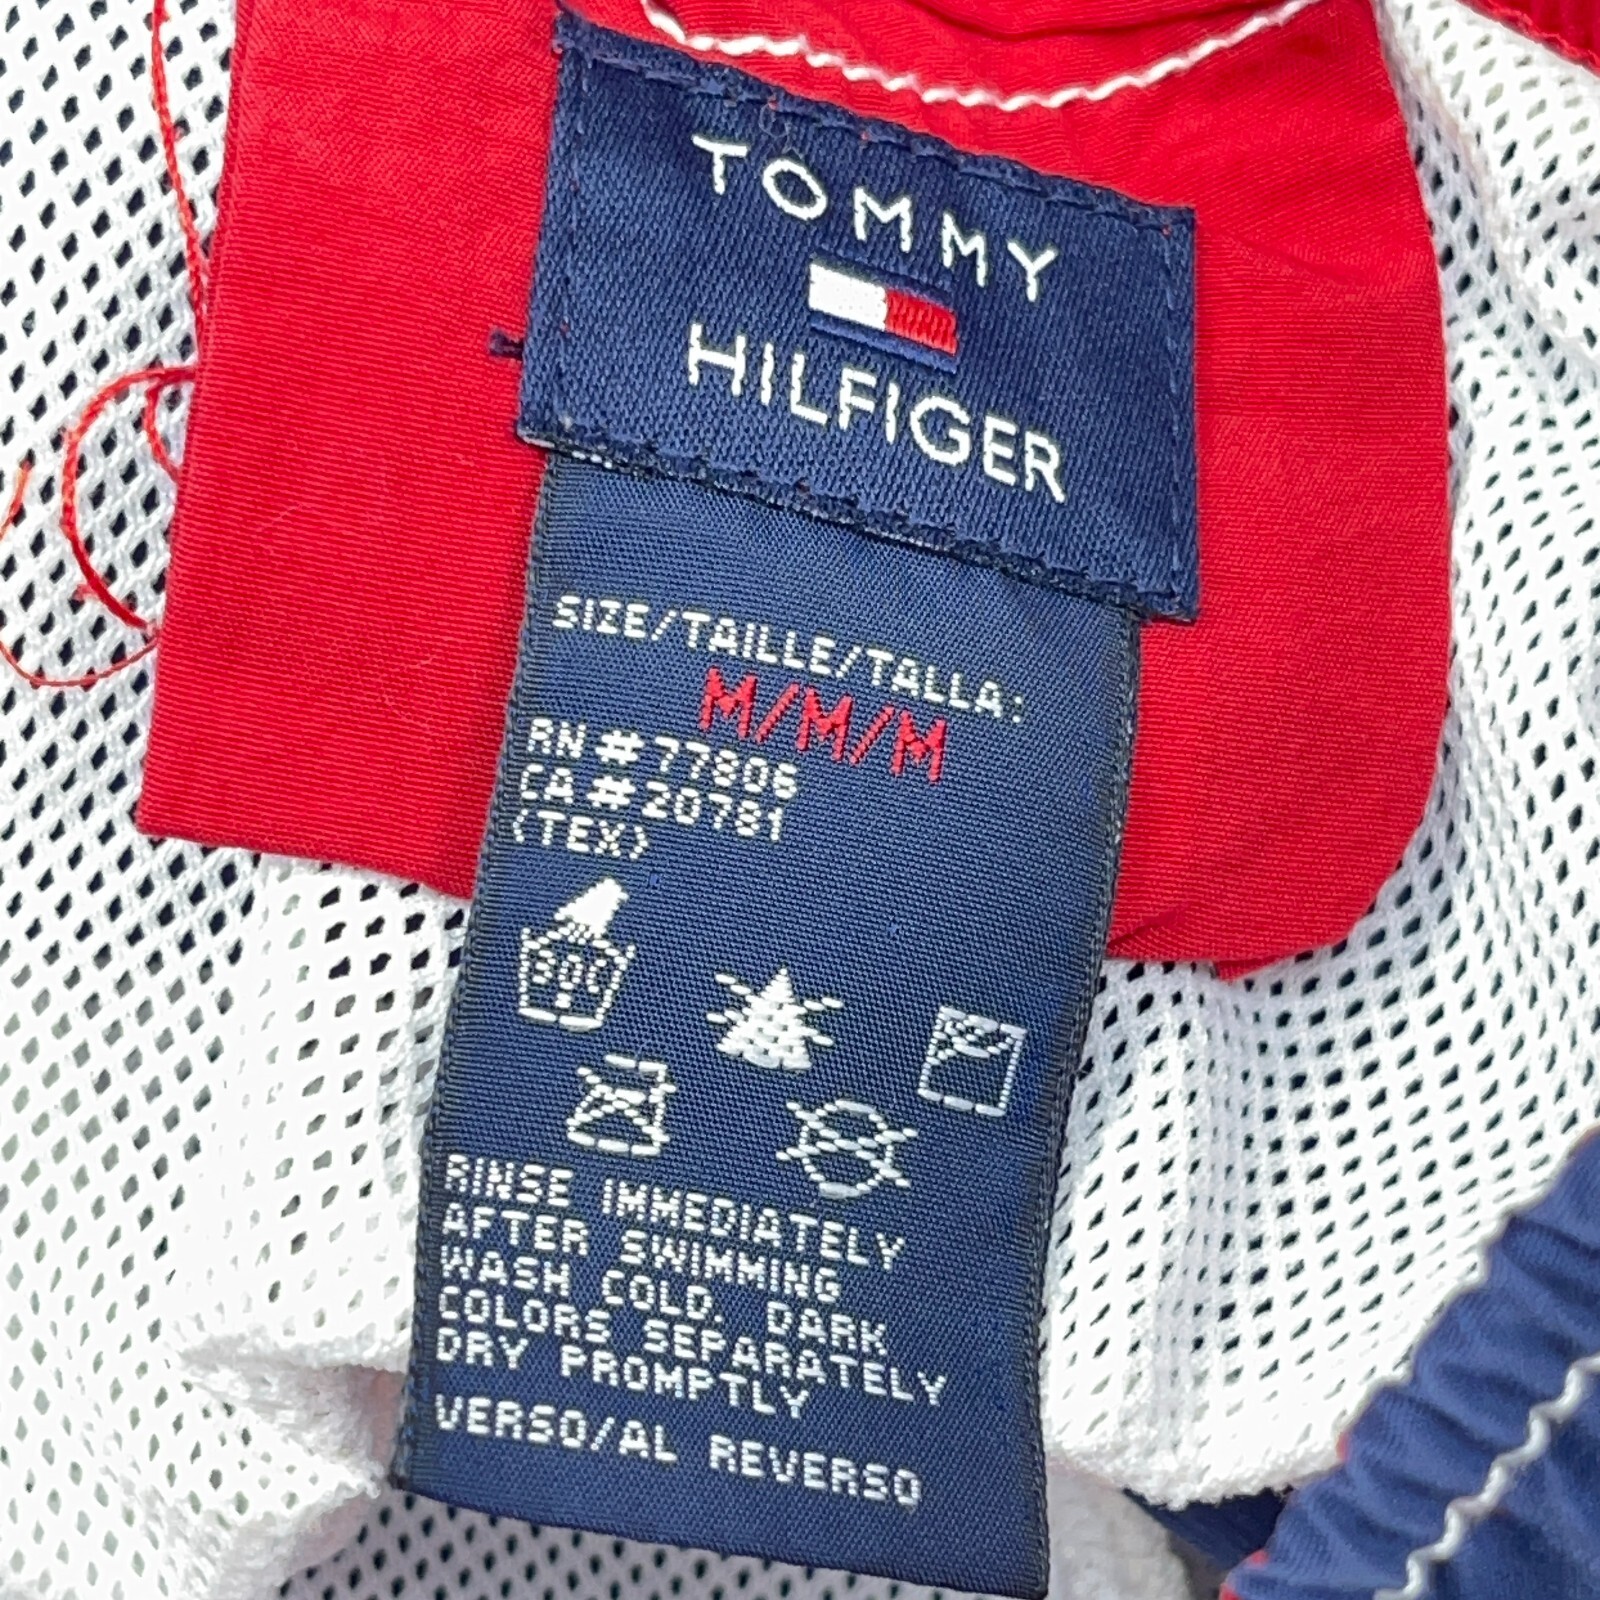 TOMMY
HILFIGER
SIZE/TAILLE/TALLA:
M/M/M
RN #77806
CA #20781
(TEX)
30C
RINSE IMMEDIATELY
AFTER SWIMMING
WASH COLD. DARK
COLORS SEPARATELY
DRY PROMPTLY
VERSO/AL REVERSO